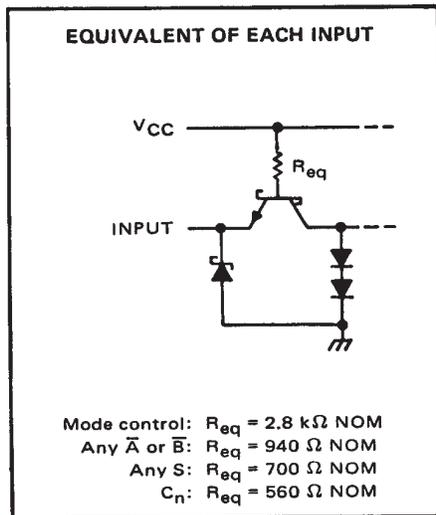 EQUIVALENT OF EACH INPUT
VCC
Req
INPUT
Mode control: Req = 2.8 kΩ NOM
Any A̅ or B̅: Req = 940 Ω NOM
Any S: Req = 700 Ω NOM
Cn: Req = 560 Ω NOM